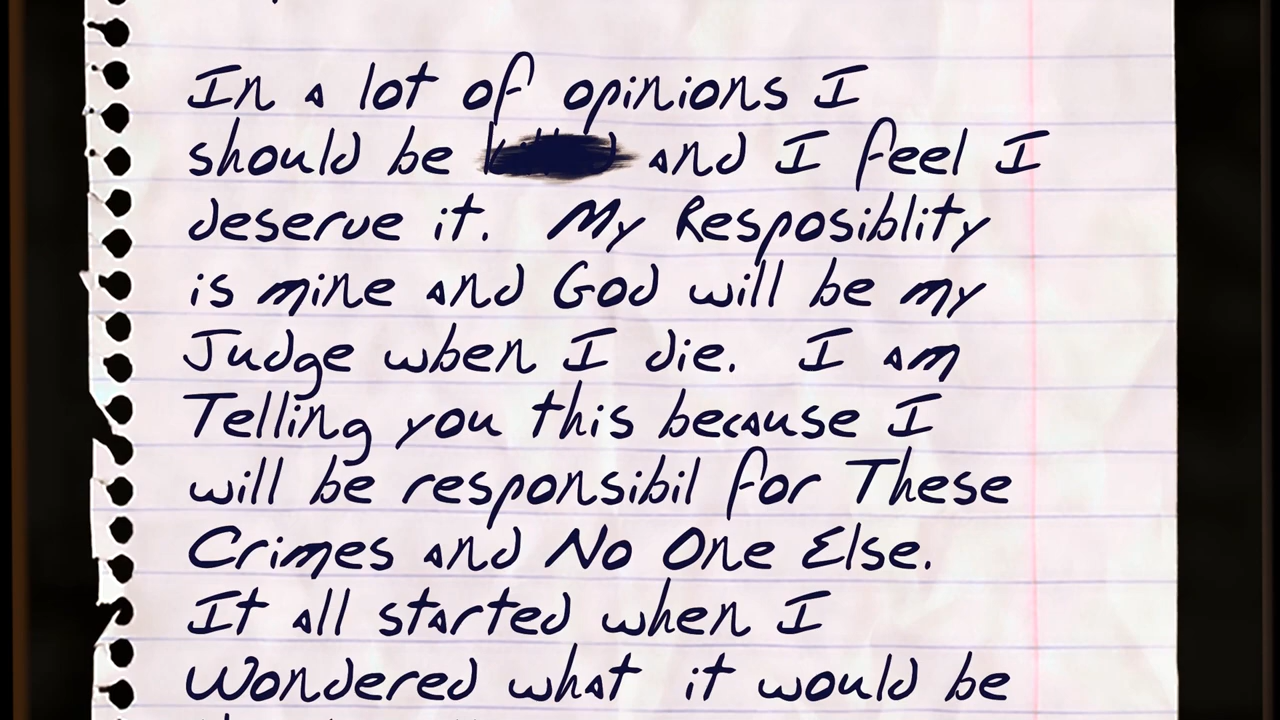 In a lot of opinions I
should be and I feel I
deserve it. My Resposiblity
is mine and God will be my
Judge when I die. I am
Telling you this because I
will be responsibil for These
Crimes and No One Else.
It all started when I
Wondered what it would be